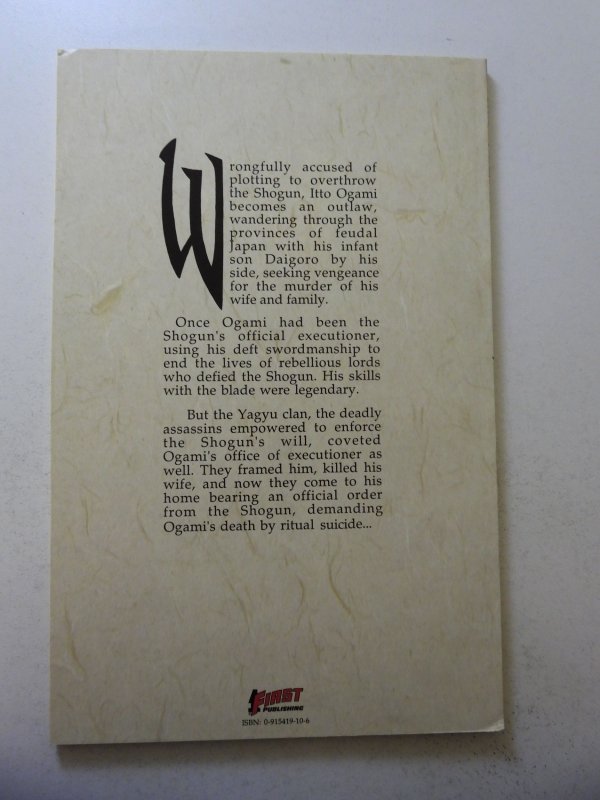 Wrongfully accused of
plotting to overthrow
the Shogun, Itto Ogami
becomes an outlaw,
wandering through the
provinces of feudal
Japan with his infant
son Daigoro by his
side, seeking vengeance
for the murder of his
wife and family.
Once Ogami had been the
Shogun's official executioner,
using his deft swordmanship to
end the lives of rebellious lords
who defied the Shogun. His skills
with the blade were legendary.
But the Yagyu clan, the deadly
assassins empowered to enforce
the Shogun's will, coveted
Ogami's office of executioner as
well. They framed him, killed his
wife, and now they come to his
home bearing an official order
from the Shogun, demanding
Ogami's death by ritual suicide...
FIRST
PUBLISHING
ISBN: 0-915419-10-6